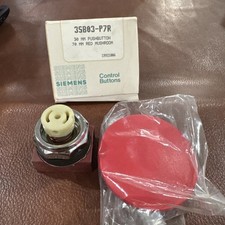 3SB03-P7R
30 MM PUSHBUTTON
70 MM RED MUSHROOM
SIEMENS
Control
Buttons